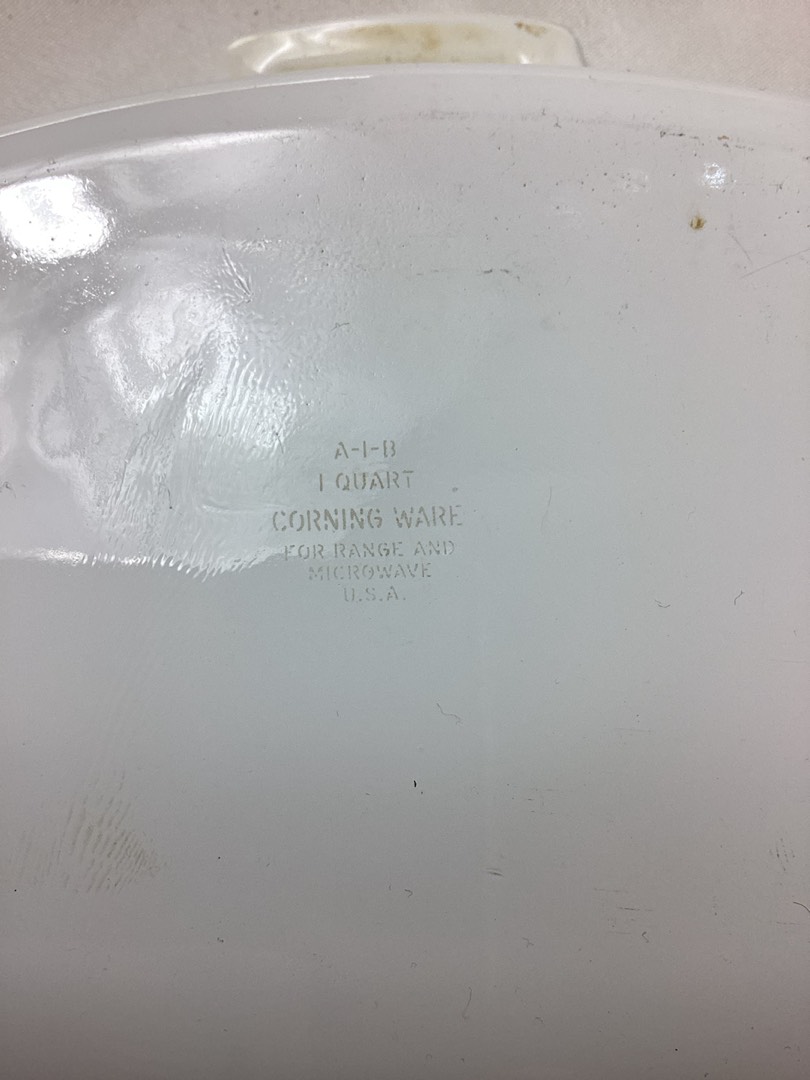 A-1-B
1 QUART
CORNING WARE
FOR RANGE AND
MICROWAVE
U.S.A.